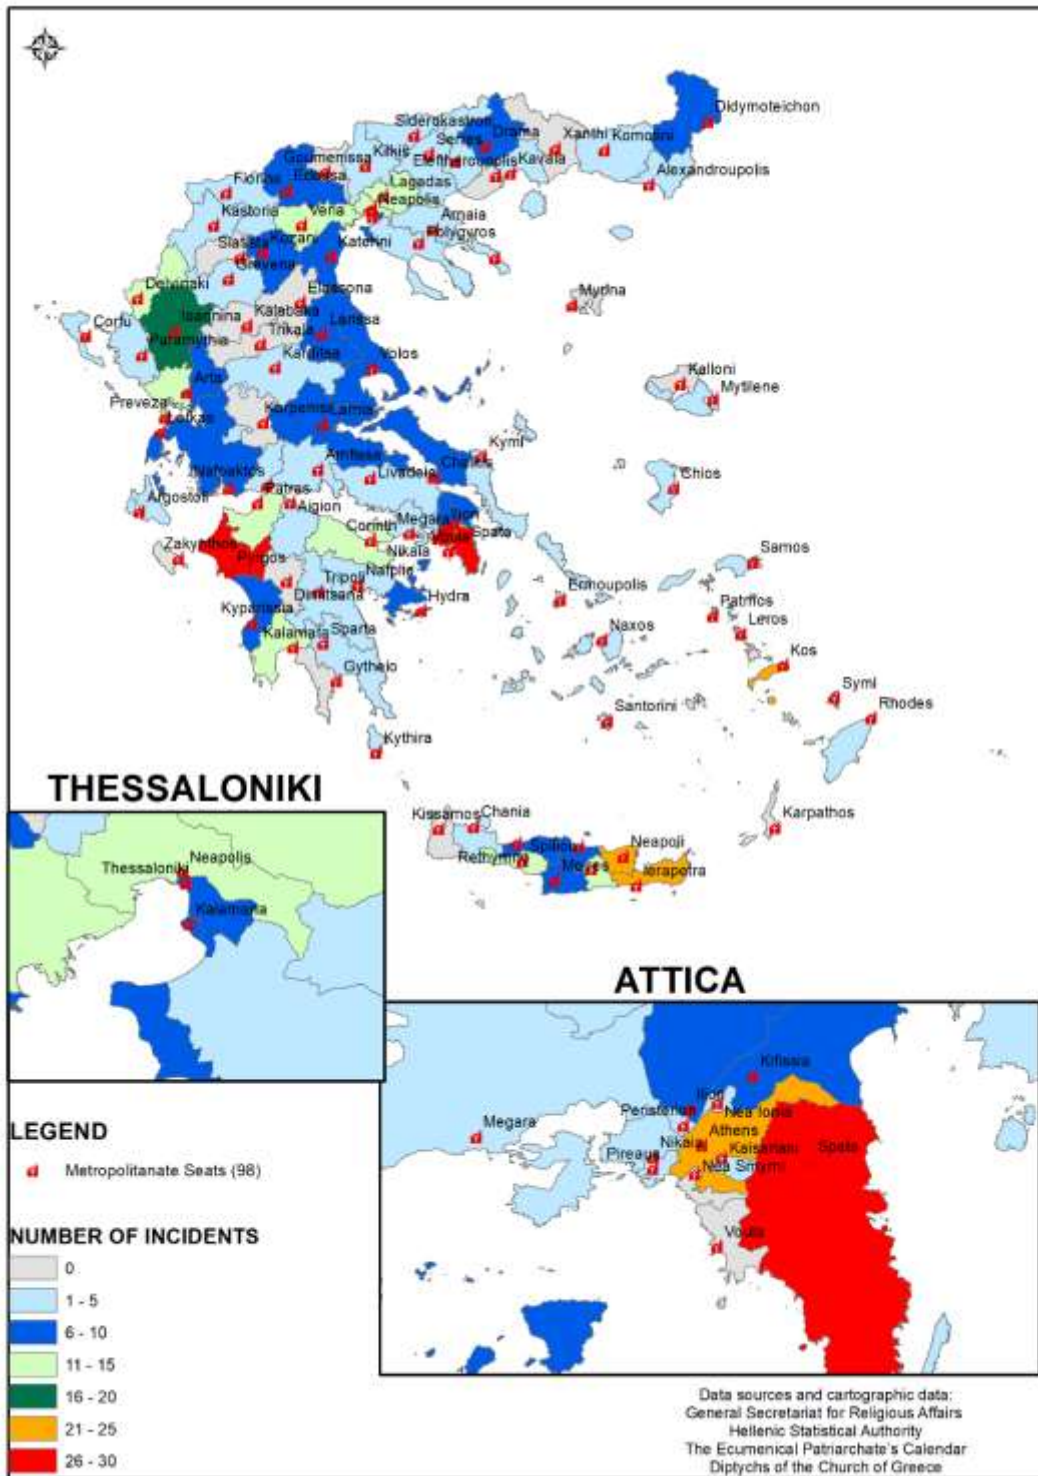 Didymoteichon
Siderokastron
Serres
Drama
Xanthi
Komotini
Goumenissa
Kilkis
Eleftheroupolis
Kavala
Alexandroupolis
Florina
Edessa
Lagadas
Neapolis
Kastoria
Veria
Arnaia
Polygyros
Kozani
Katerini
Grevena
Elassona
Delvinaki
Myrina
Corfu
Ioannina
Kalabaka
Larissa
Paramythia
Trikala
Karditsa
Volos
Kalloni
Mytilene
Arta
Preveza
Lefkas
Karpenisi
Lamia
Kymi
Amfissa
Livadeia
Chalkis
Chios
Nafpaktos
Argostoli
Patras
Aigion
Corinth
Megara
Ilion
Spata
Nikaia
Voula
Zakynthos
Pirgos
Samos
Tripoli
Nafplio
Dimitsana
Hydra
Ermoupolis
Patmos
Leros
Kyparissia
Kalamata
Sparta
Naxos
Kos
Gytheio
Symi
Rhodes
Santorini
Kythira
THESSALONIKI
Kissamos
Chania
Karpathos
Spiliou
Neapoli
Rethymno
Moires
Ierapetra
Thessaloniki
Neapolis
Kalamaria
ATTICA
Kifissia
Ilion
Peristerion
Nea Ionia
Megara
Athens
Nikaia
Kaisariani
Spata
Pireaus
Nea Smyrni
Voula
LEGEND
Metropolitanate Seats (98)
NUMBER OF INCIDENTS
0
1 - 5
6 - 10
11 - 15
16 - 20
21 - 25
26 - 30
Data sources and cartographic data:
General Secretariat for Religious Affairs
Hellenic Statistical Authority
The Ecumenical Patriarchate's Calendar
Diptychs of the Church of Greece